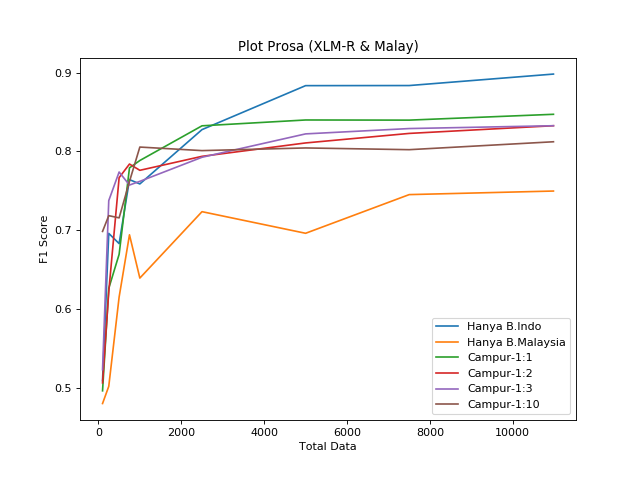 Plot Prosa (XLM-R & Malay)
0.9
0.8
0.7
0.6
0.5
F1 Score
0 2000 4000 6000 8000 10000
Total Data
Hanya B.Indo
Hanya B.Malaysia
Campur-1:1
Campur-1:2
Campur-1:3
Campur-1:10